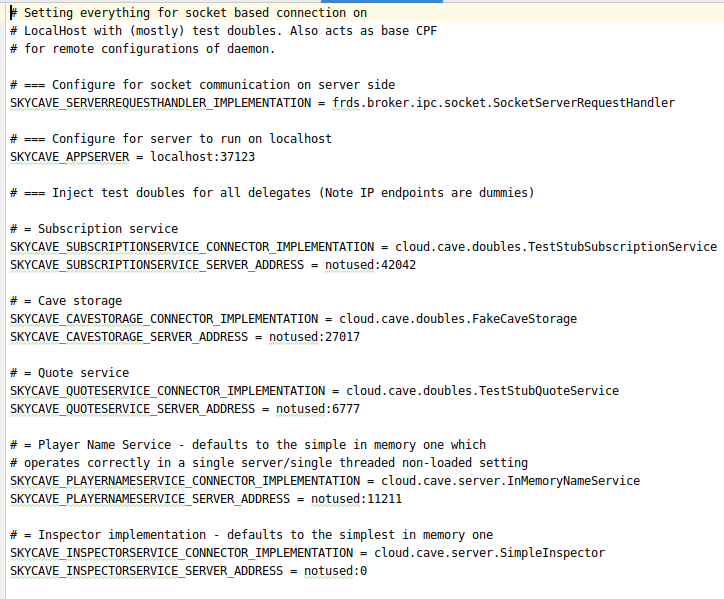 # Setting everything for socket based connection on
# LocalHost with (mostly) test doubles. Also acts as base CPF
# for remote configurations of daemon.
# === Configure for socket communication on server side
SKYCAVE_SERVERREQUESTHANDLER_IMPLEMENTATION = frds.broker.ipc.socket.SocketServerRequestHandler
# === Configure for server to run on localhost
SKYCAVE_APPSERVER = localhost:37123
# === Inject test doubles for all delegates (Note IP endpoints are dummies)
# = Subscription service
SKYCAVE_SUBSCRIPTIONSERVICE_CONNECTOR_IMPLEMENTATION = cloud.cave.doubles.TestStubSubscriptionService
SKYCAVE_SUBSCRIPTIONSERVICE_SERVER_ADDRESS = notused:42042
# = Cave storage
SKYCAVE_CAVESTORAGE_CONNECTOR_IMPLEMENTATION = cloud.cave.doubles.FakeCaveStorage
SKYCAVE_CAVESTORAGE_SERVER_ADDRESS = notused:27017
# = Quote service
SKYCAVE_QUOTESERVICE_CONNECTOR_IMPLEMENTATION = cloud.cave.doubles.TestStubQuoteService
SKYCAVE_QUOTESERVICE_SERVER_ADDRESS = notused:6777
# = Player Name Service - defaults to the simple in memory one which
# operates correctly in a single server/single threaded non-loaded setting
SKYCAVE_PLAYERNAMESERVICE_CONNECTOR_IMPLEMENTATION = cloud.cave.server.InMemoryNameService
SKYCAVE_PLAYERNAMESERVICE_SERVER_ADDRESS = notused:11211
# = Inspector implementation - defaults to the simplest in memory one
SKYCAVE_INSPECTORSERVICE_CONNECTOR_IMPLEMENTATION = cloud.cave.server.SimpleInspector
SKYCAVE_INSPECTORSERVICE_SERVER_ADDRESS = notused:0